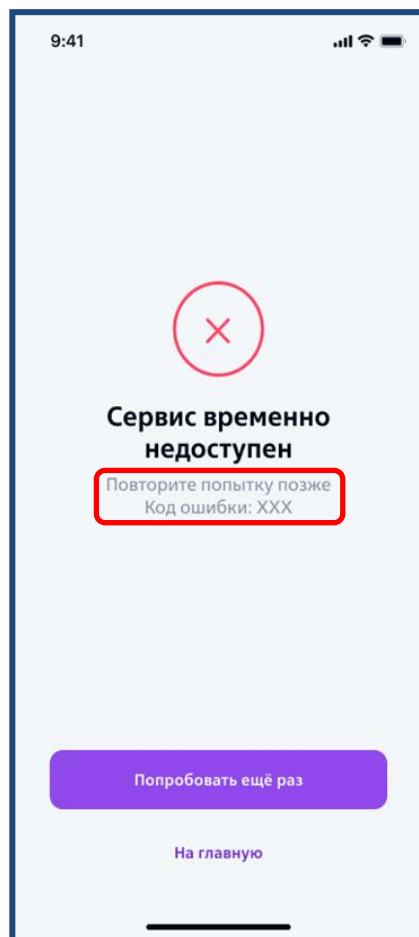 9:41
Сервис временно
недоступен
Повторите попытку позже
Код ошибки: XXX
Попробовать ещё раз
На главную